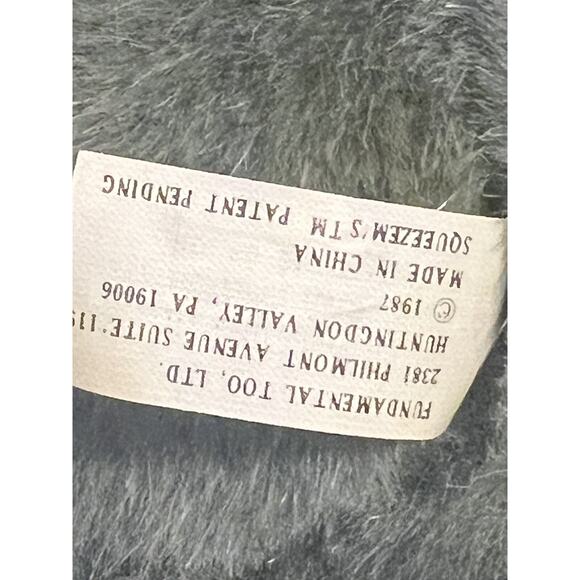 FUNDAMENTAL TOO, LTD.
2381 PHILMONT AVENUE SUITE 119
HUNTINGDON VALLEY, PA 19006
© 1987
MADE IN CHINA
SQUEEZEM'S TM PATENT PENDING